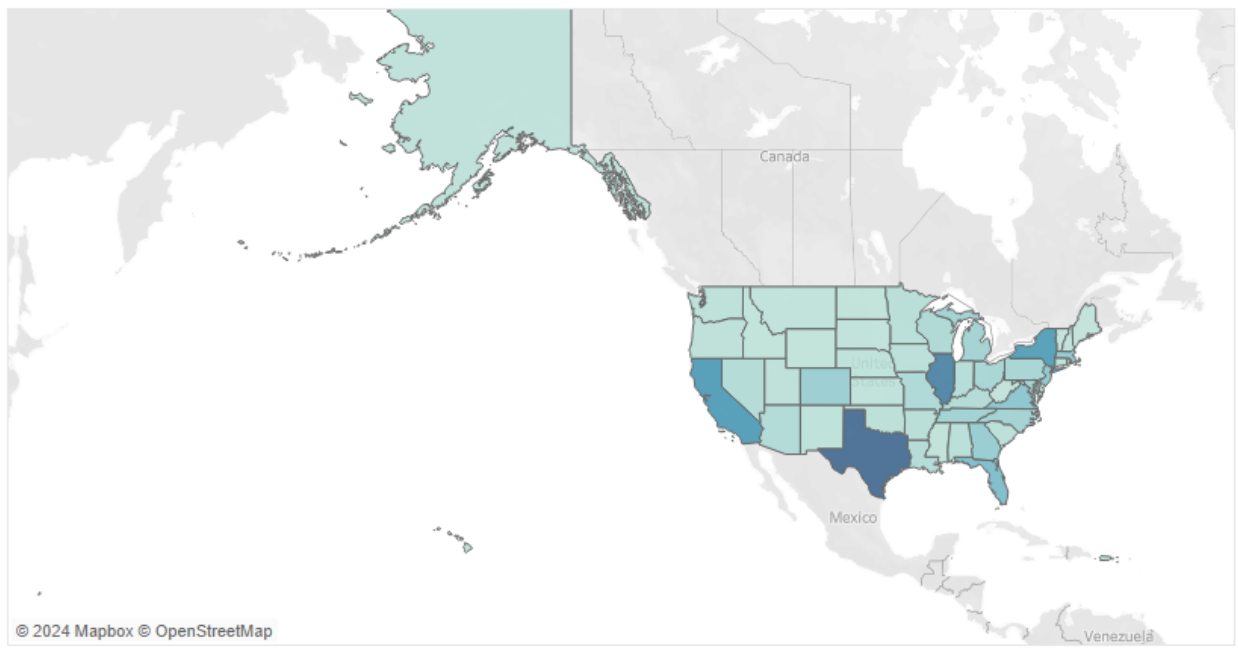 Canada
United
States
Mexico
Venezuela
© 2024 Mapbox © OpenStreetMap